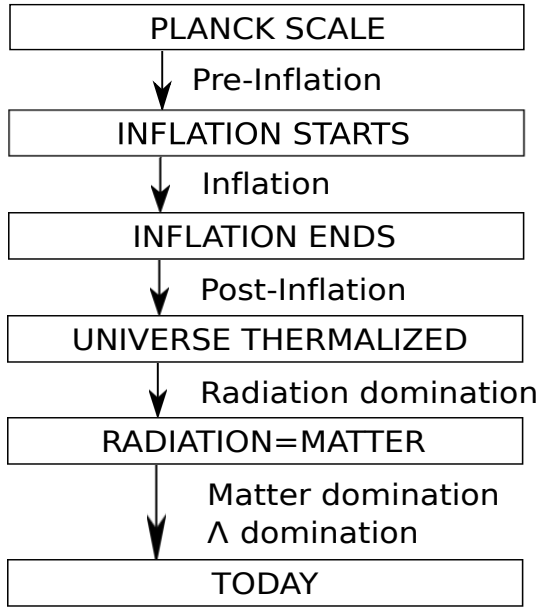 PLANCK SCALE
Pre-Inflation
INFLATION STARTS
Inflation
INFLATION ENDS
Post-Inflation
UNIVERSE THERMALIZED
Radiation domination
RADIATION=MATTER
Matter domination
Λ domination
TODAY